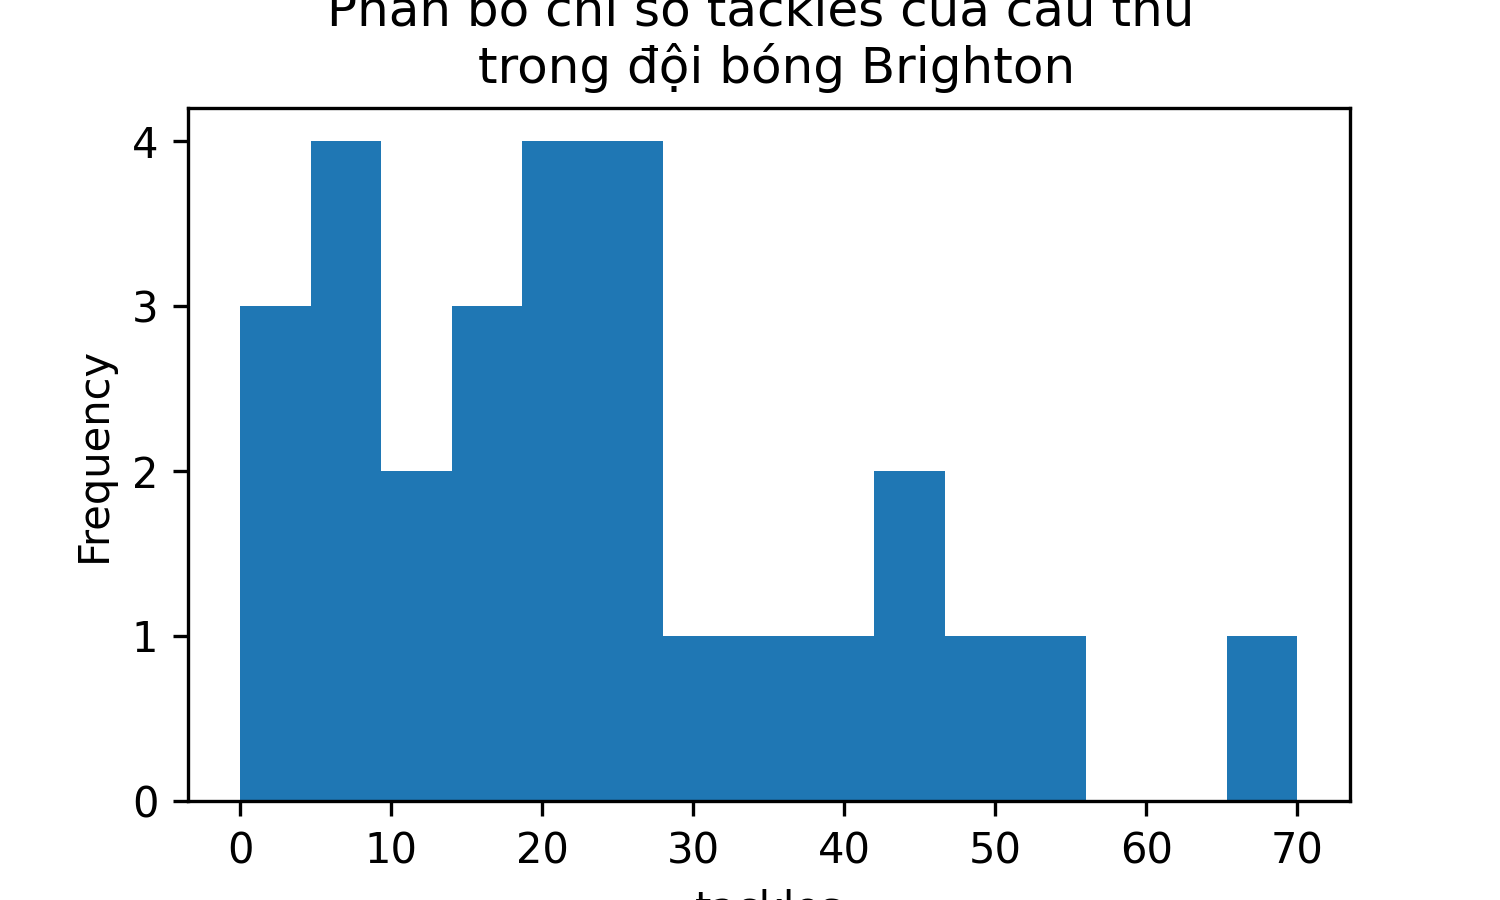 Phân bố chỉ số tackles của cầu thủ
trong đội bóng Brighton
4
3
2
1
0
Frequency
0 10 20 30 40 50 60 70
tackles